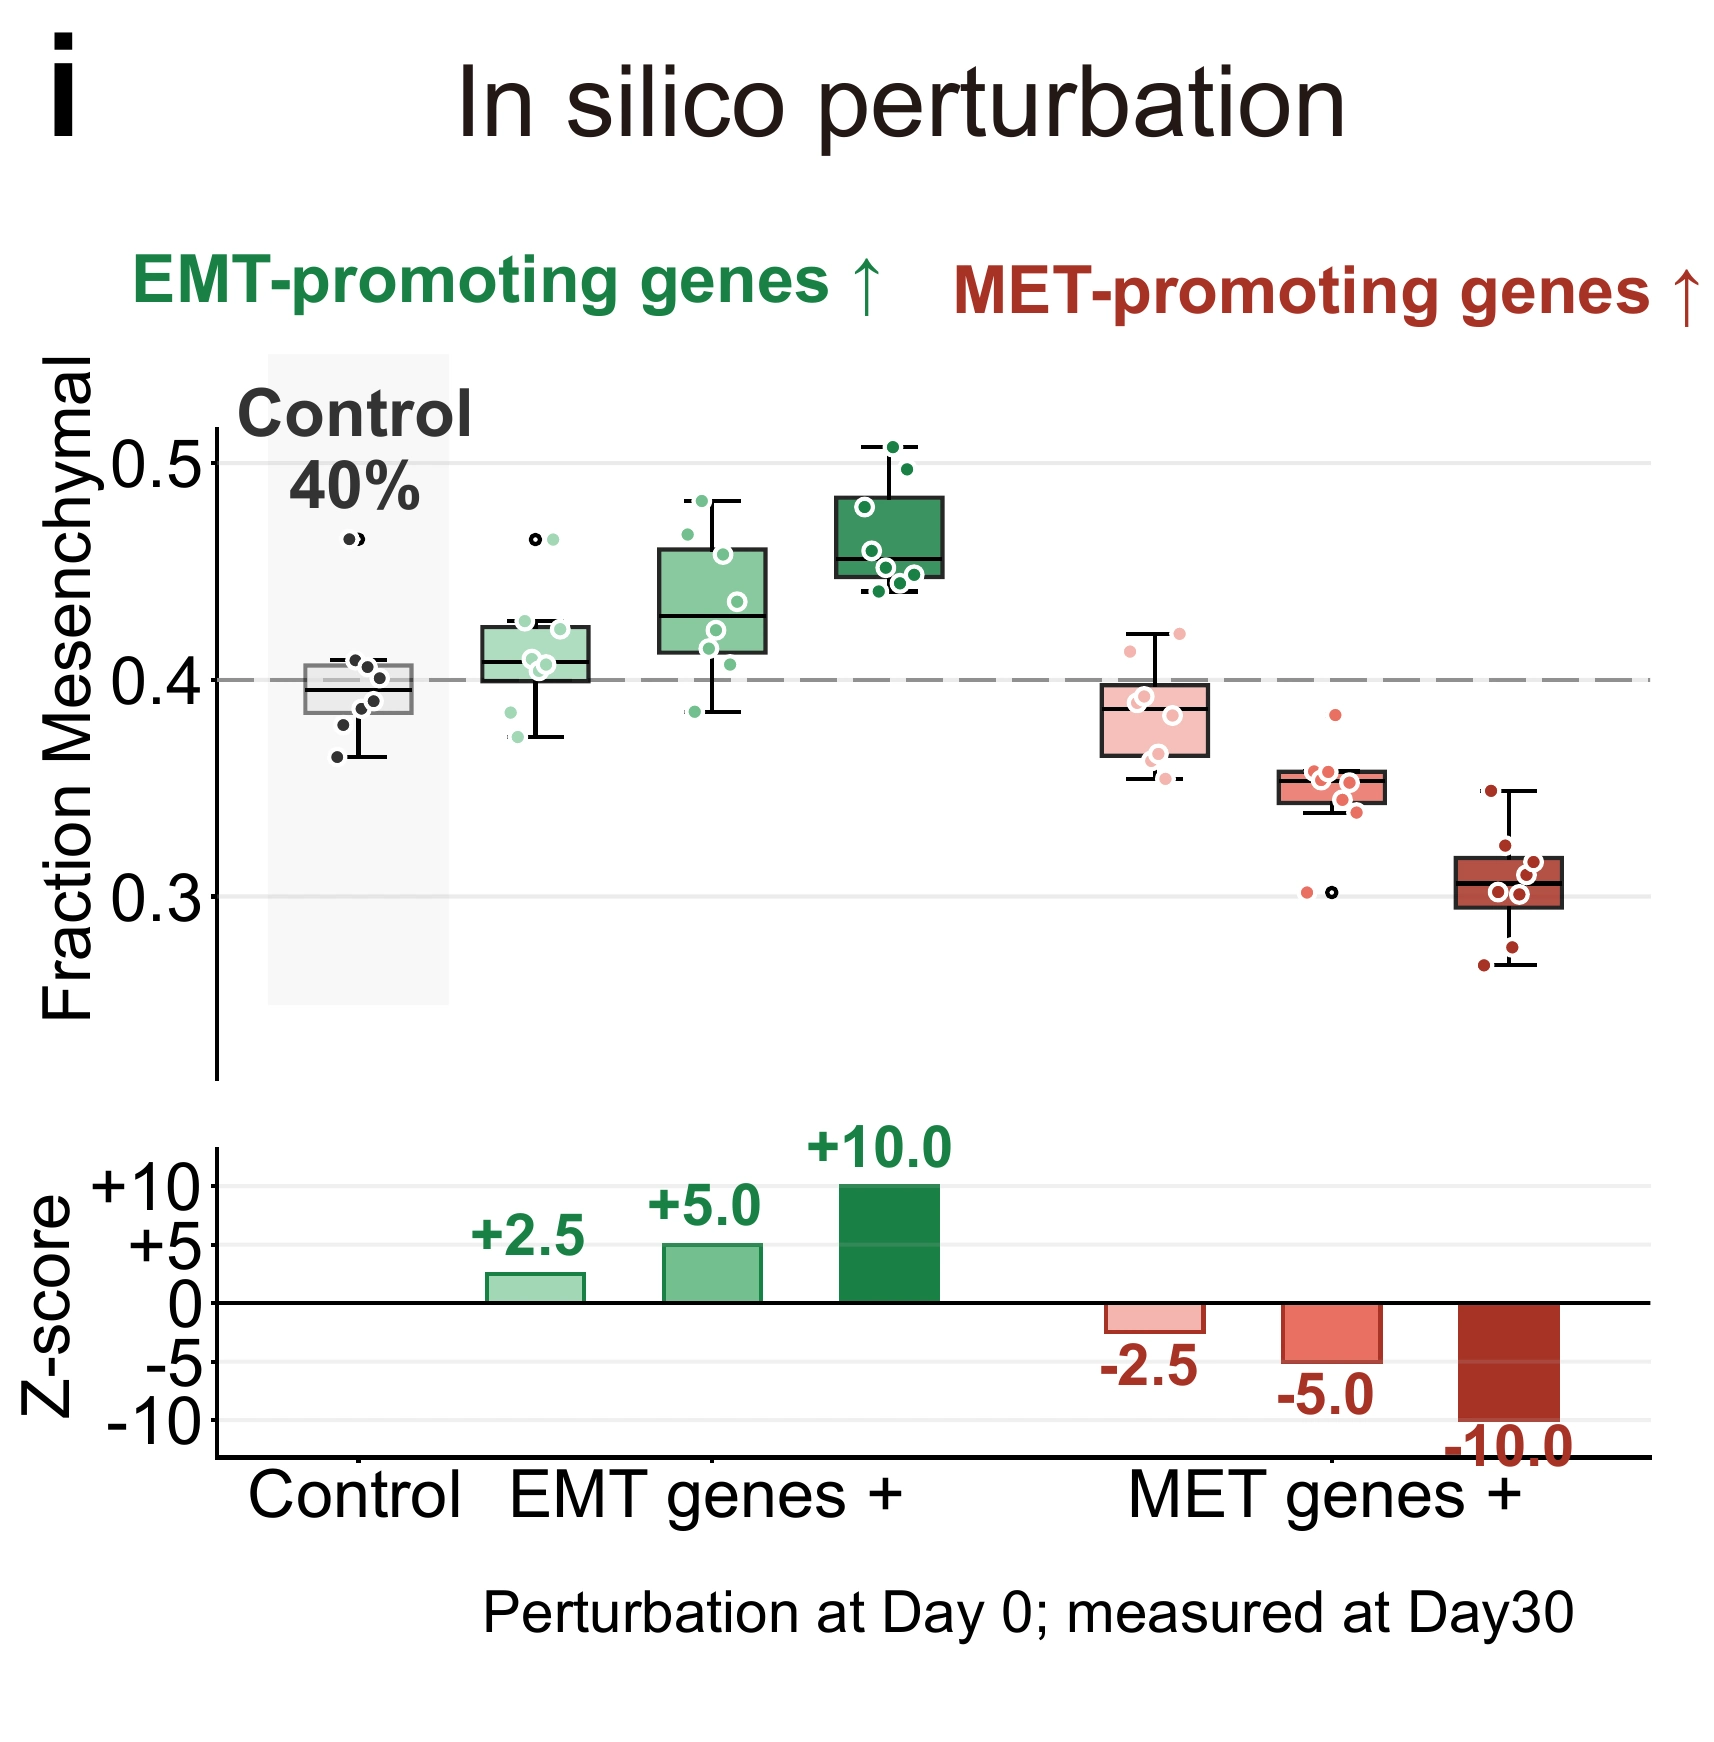 i
In silico perturbation
EMT-promoting genes ↑
MET-promoting genes ↑
Control
40%
Fraction Mesenchymal
0.5
0.4
0.3
Z-score
+10
+5
0
-5
-10
+2.5
+5.0
+10.0
-2.5
-5.0
-10.0
Control
EMT genes +
MET genes +
Perturbation at Day 0; measured at Day30